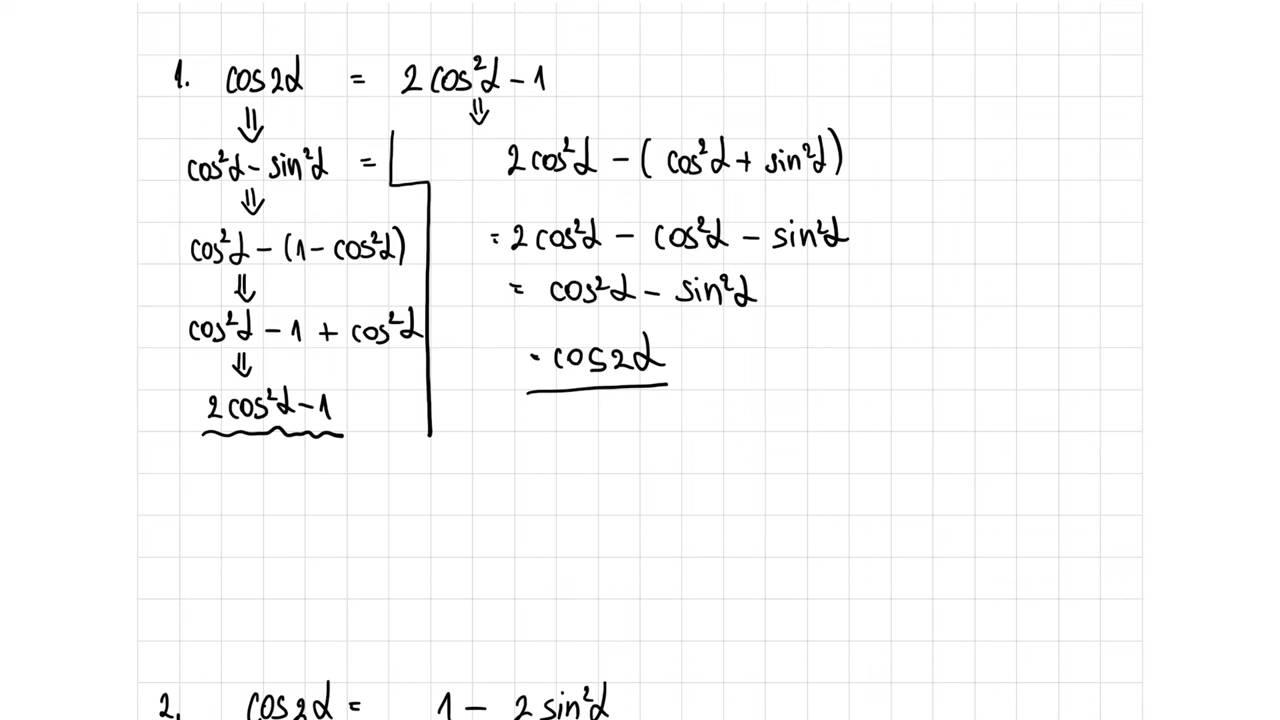 1. cos2α = 2cos²α - 1
⇓ ⇓
cos²α - sin²α =
⇓
cos²α - (1 - cos²α)
⇓
cos²α - 1 + cos²α
⇓
2cos²α - 1
2cos²α - (cos²α + sin²α)
= 2cos²α - cos²α - sin²α
= cos²α - sin²α
= cos2α
2. cos2α = 1 - 2sin²α